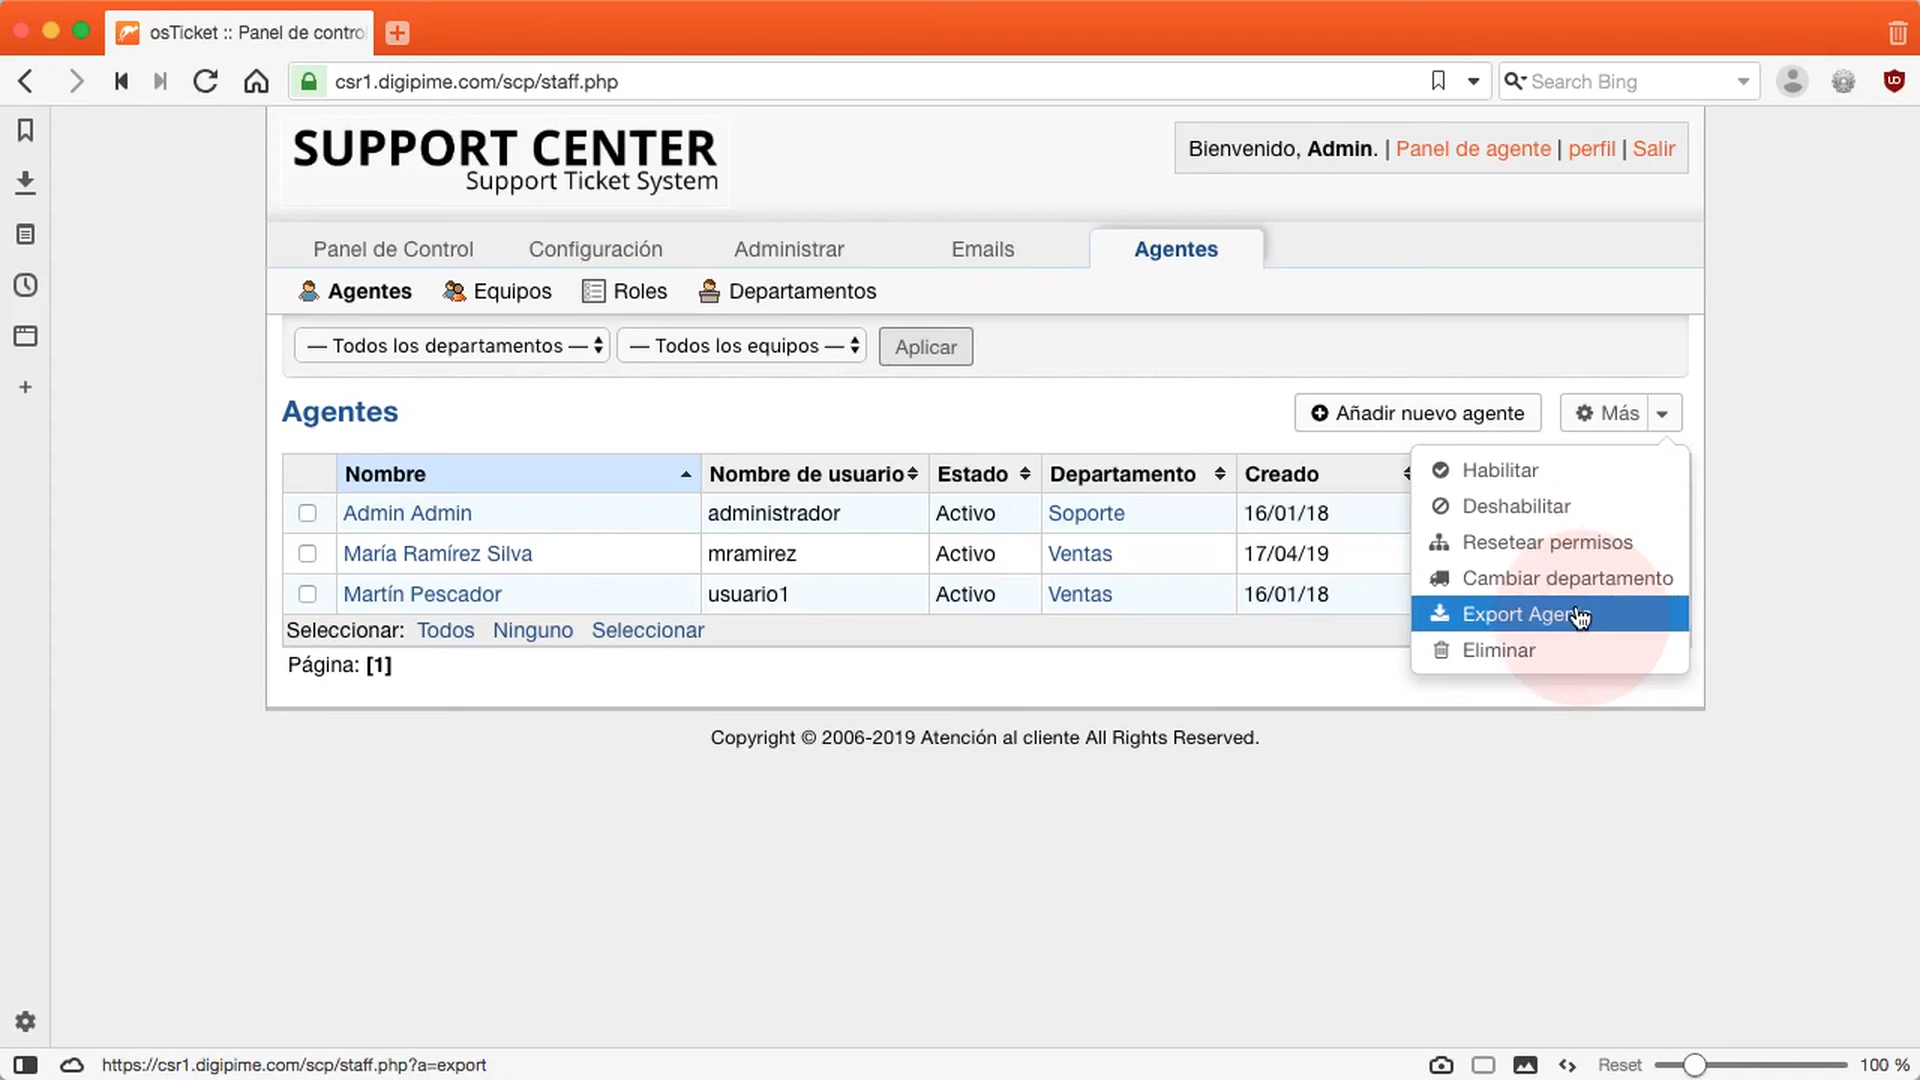 osTicket :: Panel de contro
csr1.digipime.com/scp/staff.php
Search Bing
SUPPORT CENTER
Support Ticket System
Bienvenido, Admin. | Panel de agente | perfil | Salir
Panel de Control Configuración Administrar Emails Agentes
Agentes Equipos Roles Departamentos
— Todos los departamentos — — Todos los equipos — Aplicar
Agentes
Añadir nuevo agente Más
Nombre Nombre de usuario Estado Departamento Creado
Admin Admin administrador Activo Soporte 16/01/18
María Ramírez Silva mramirez Activo Ventas 17/04/19
Martín Pescador usuario1 Activo Ventas 16/01/18
Seleccionar: Todos Ninguno Seleccionar
Página: [1]
Habilitar
Deshabilitar
Resetear permisos
Cambiar departamento
Export
Eliminar
Copyright © 2006-2019 Atención al cliente All Rights Reserved.
https://csr1.digipime.com/scp/staff.php?a=export
Reset 100 %